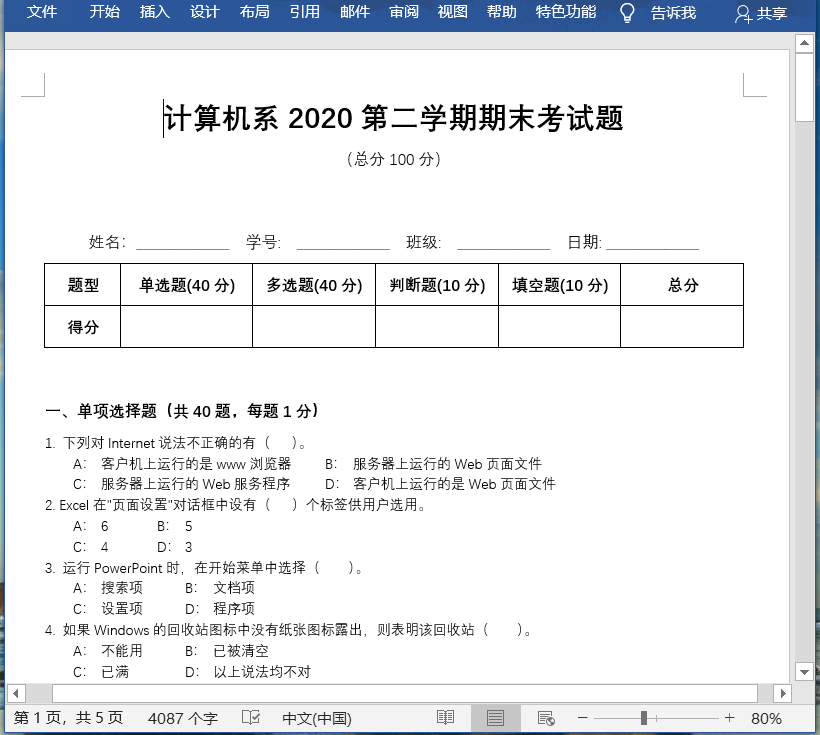 文件 开始 插入 设计 布局 引用 邮件 审阅 视图 帮助 特色功能 告诉我 共享
计算机系 2020 第二学期期末考试题
（总分 100 分）
姓名：____________ 学号: ____________ 班级: ____________ 日期: ____________
题型 单选题(40 分) 多选题(40 分) 判断题(10 分) 填空题(10 分) 总分
得分
一、单项选择题（共 40 题，每题 1 分）
1. 下列对 Internet 说法不正确的有（ ）。
A: 客户机上运行的是 www 浏览器 B: 服务器上运行的 Web 页面文件
C: 服务器上运行的 Web 服务程序 D: 客户机上运行的是 Web 页面文件
2. Excel 在"页面设置"对话框中设有（ ）个标签供用户选用。
A: 6 B: 5
C: 4 D: 3
3. 运行 PowerPoint 时，在开始菜单中选择（ ）。
A: 搜索项 B: 文档项
C: 设置项 D: 程序项
4. 如果 Windows 的回收站图标中没有纸张图标露出，则表明该回收站（ ）。
A: 不能用 B: 已被清空
C: 已满 D: 以上说法均不对
第 1 页，共 5 页 4087 个字 中文(中国) 80%